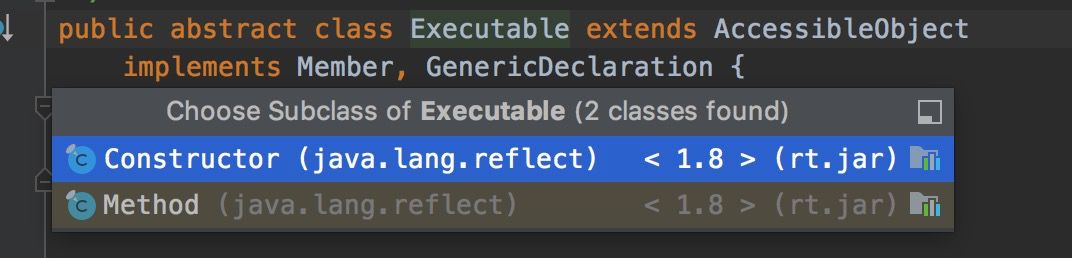 public abstract class Executable extends AccessibleObject
implements Member, GenericDeclaration {
Choose Subclass of Executable (2 classes found)
C Constructor (java.lang.reflect) < 1.8 > (rt.jar)
C Method (java.lang.reflect) < 1.8 > (rt.jar)